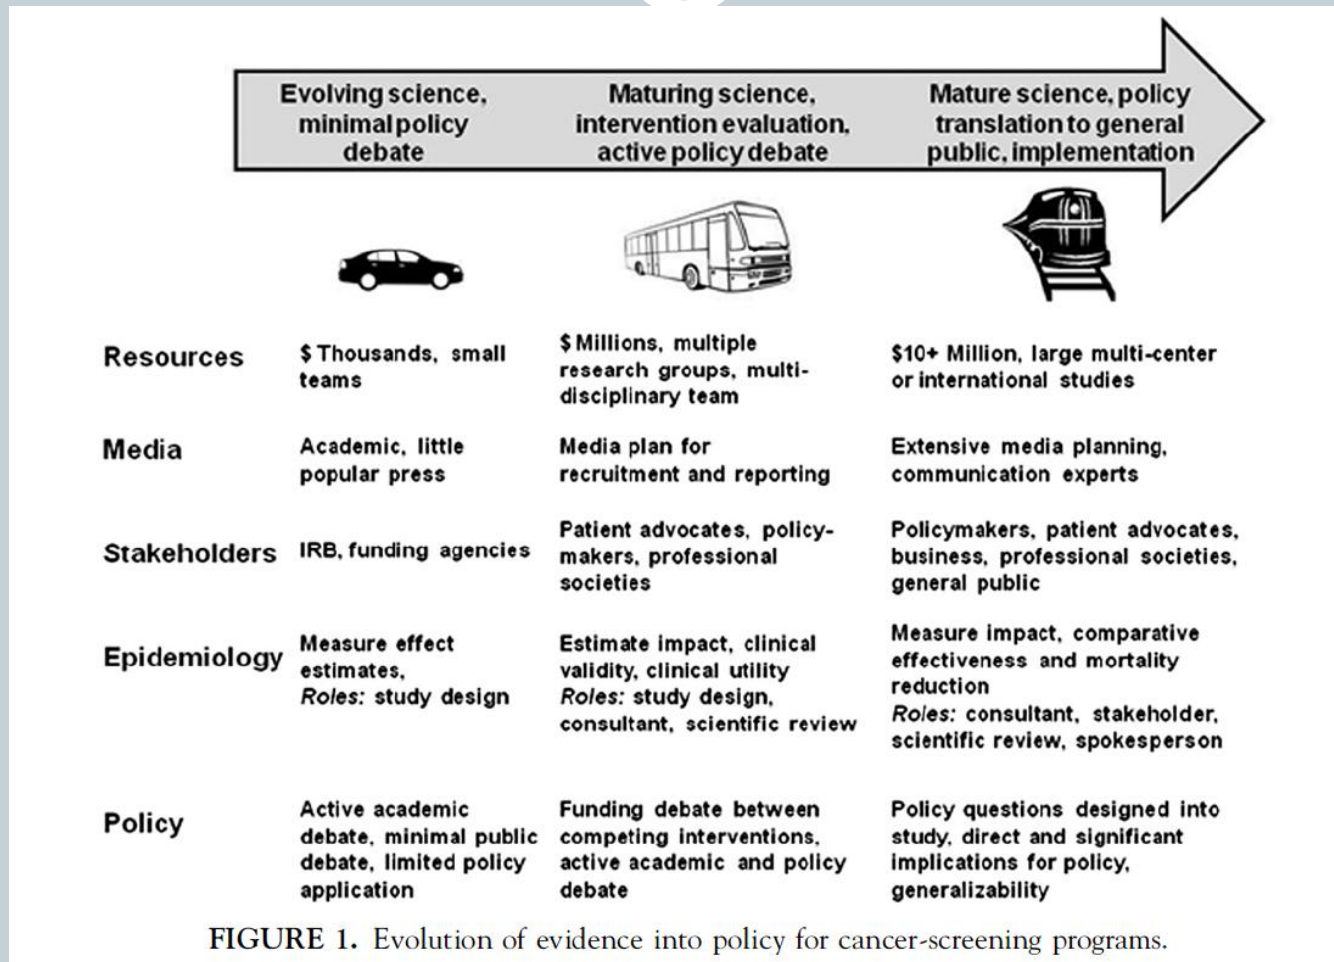 Evolving science,
minimal policy
debate
Maturing science,
intervention evaluation,
active policy debate
Mature science, policy
translation to general
public, implementation
Resources
$ Thousands, small
teams
$ Millions, multiple
research groups, multi-
disciplinary team
$10+ Million, large multi-center
or international studies
Media
Academic, little
popular press
Media plan for
recruitment and reporting
Extensive media planning,
communication experts
Stakeholders
IRB, funding agencies
Patient advocates, policy-
makers, professional
societies
Policymakers, patient advocates,
business, professional societies,
general public
Epidemiology
Measure effect
estimates,
Roles: study design
Estimate impact, clinical
validity, clinical utility
Roles: study design,
consultant, scientific review
Measure impact, comparative
effectiveness and mortality
reduction
Roles: consultant, stakeholder,
scientific review, spokesperson
Policy
Active academic
debate, minimal public
debate, limited policy
application
Funding debate between
competing interventions,
active academic and policy
debate
Policy questions designed into
study, direct and significant
implications for policy,
generalizability
FIGURE 1. Evolution of evidence into policy for cancer-screening programs.